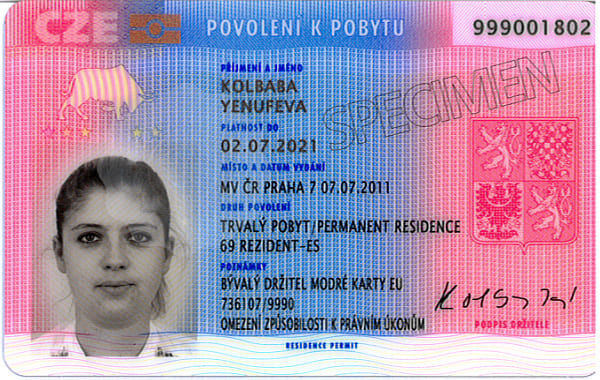 CZE POVOLENÍ K POBYTU 999001802
PŘÍJMENÍ A JMÉNO
KOLBABA
YENUFEVA
SPECIMEN
PLATNOST DO
02.07.2021
MÍSTO A DATUM VYDÁNÍ
MV ČR PRAHA 7 07.07.2011
DRUH POVOLENÍ
TRVALÝ POBYT/PERMANENT RESIDENCE
69 REZIDENT-ES
POZNÁMKY
BÝVALÝ DRŽITEL MODRÉ KARTY EU
736107/9990
OMEZENÍ ZPŮSOBILOSTI K PRÁVNÍM ÚKONŮM
PODPIS DRŽITELE
RESIDENCE PERMIT